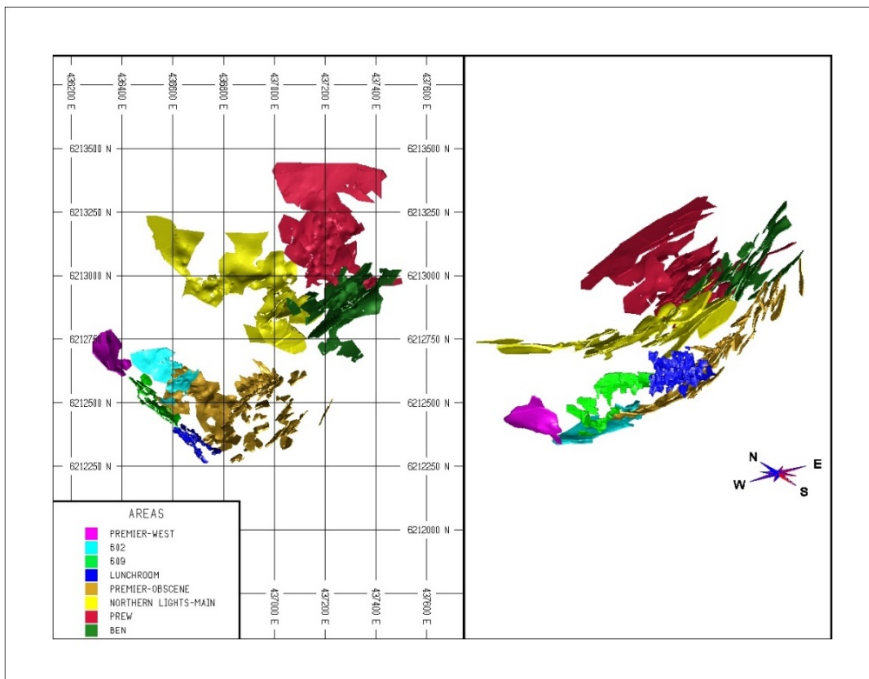 436200 E
436400 E
436600 E
436800 E
437000 E
437200 E
437400 E
437600 E
6213500 N
6213500 N
6213250 N
6213250 N
6213000 N
6213000 N
6212750 N
6212750 N
6212500 N
6212500 N
6212250 N
6212250 N
6212000 N
437000 E
437200 E
437400 E
437600 E
AREAS
PREMIER-WEST
602
609
LUNCHROOM
PREMIER-OBSCENE
NORTHERN LIGHTS-MAIN
PREW
BEN
N
E
W
S